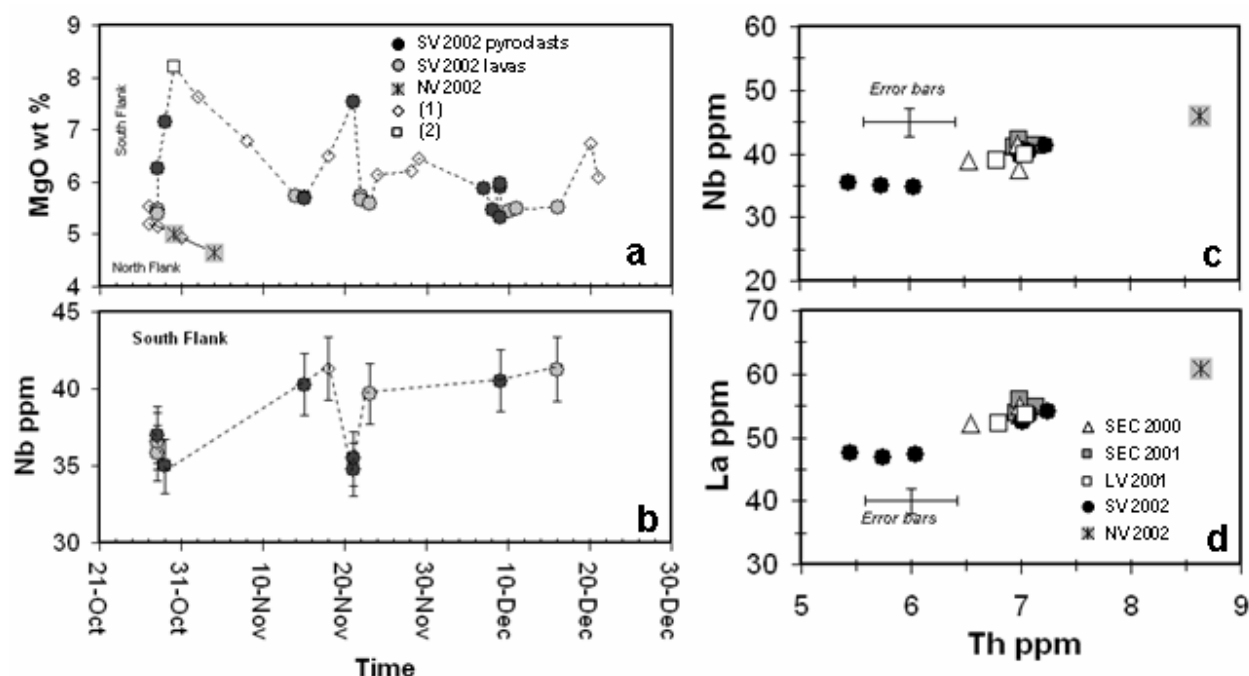 9
8
7
6
5
4
MgO wt %
South Flank
North Flank
SV 2002 pyroclasts
SV 2002 lavas
NV 2002
(1)
(2)
a
45
40
35
30
Nb ppm
South Flank
b
21-Oct
31-Oct
10-Nov
20-Nov
30-Nov
10-Dec
20-Dec
30-Dec
Time
60
50
40
30
20
Nb ppm
Error bars
c
70
60
50
40
30
La ppm
Error bars
SEC 2000
SEC 2001
LV 2001
SV 2002
NV 2002
d
5 6 7 8 9
Th ppm